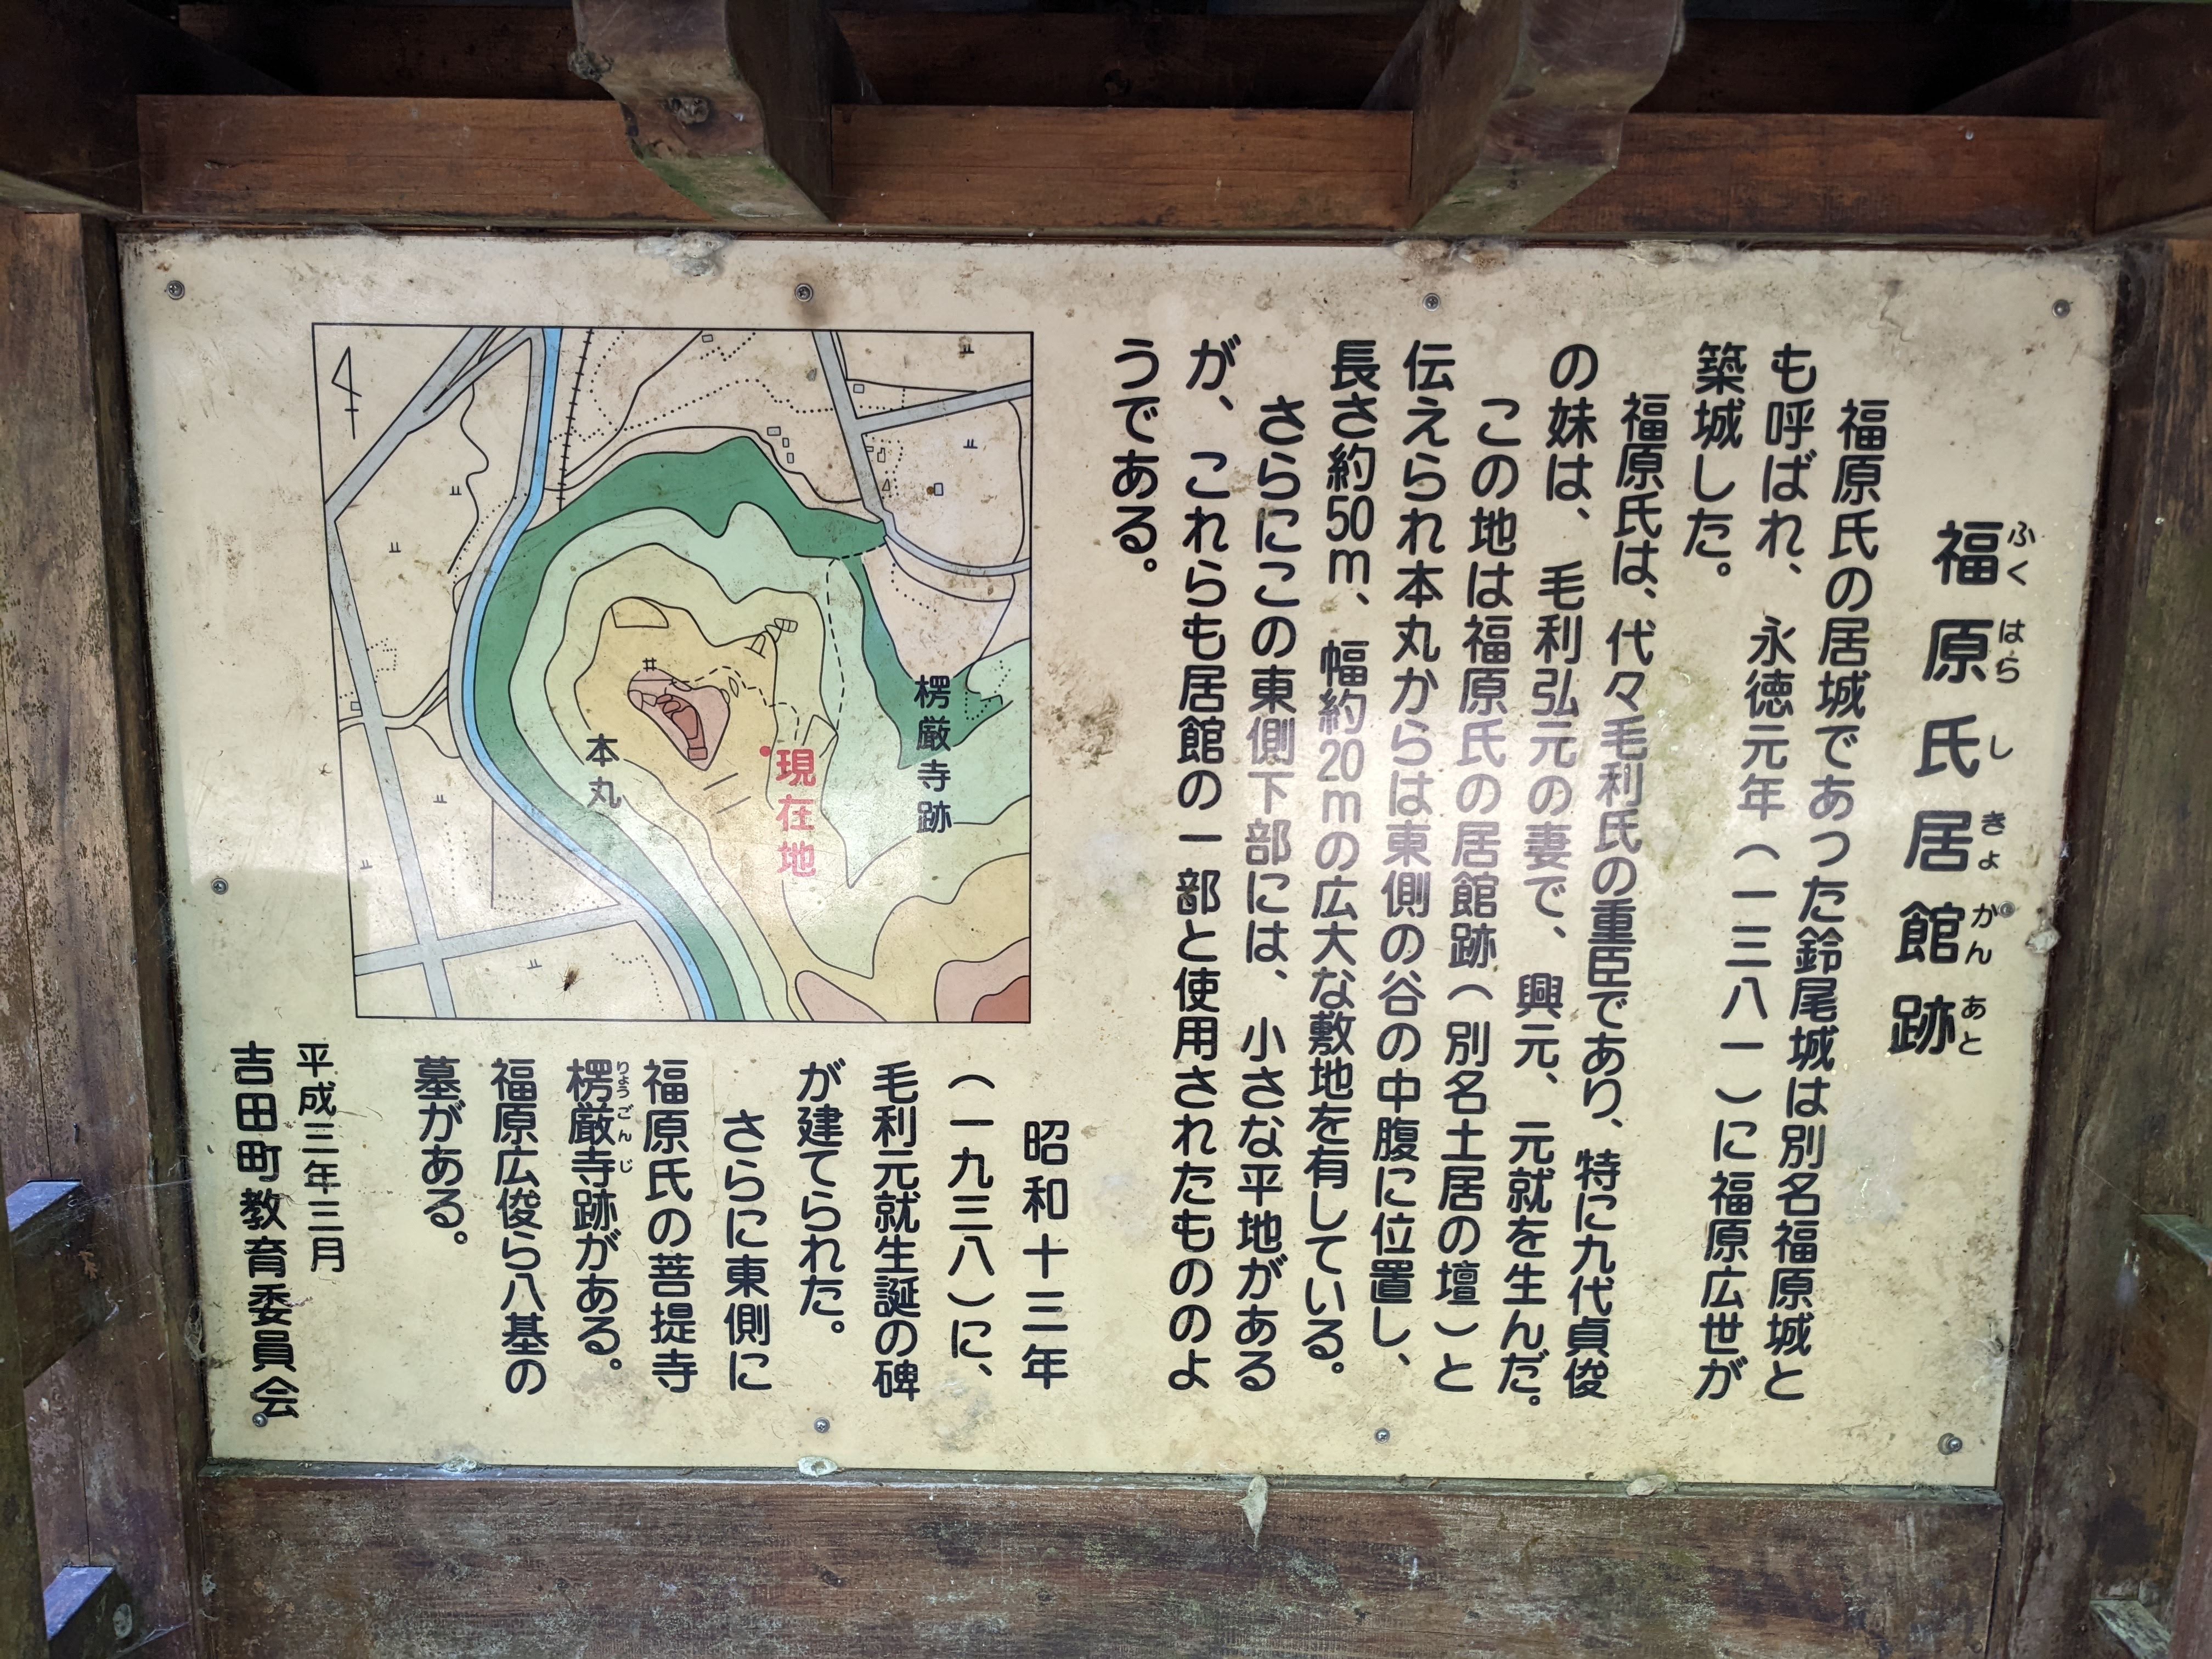 福原氏居館跡
ふくはらしきょかんあと
福原氏の居城であつた鈴尾城は別名福原城と
も呼ばれ、永徳元年(一三八一)に福原広世が
築城した。
福原氏は、代々毛利氏の重臣であり、特に九代貞俊
の妹は、毛利弘元の妻で、興元、元就を生んだ。
この地は福原氏の居館跡(別名土居の壇)と
伝えられ本丸からは東側の谷の中腹に位置し、
長さ約50m、幅約20mの広大な敷地を有している。
さらにこの東側下部には、小さな平地がある
が、これらも居館の一部と使用されたもののよ
うである。
昭和十三年
(一九三八)に、
毛利元就生誕の碑
が建てられた。
さらに東側に
福原氏の菩提寺
楞厳寺跡がある。
りょうごんじ
福原広俊ら八基の
墓がある。
平成三年三月
吉田町教育委員会
楞厳寺跡
現在地
本丸